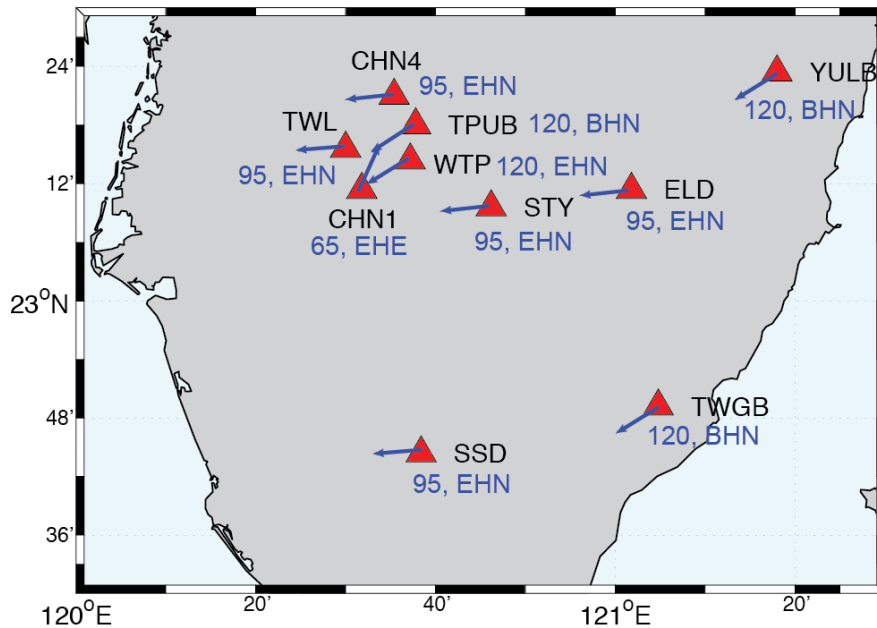 24’
CHN4
YULB
95, EHN
120, BHN
TWL
TPUB
120, BHN
95, EHN
WTP
120, EHN
12’
CHN1
STY
ELD
65, EHE
95, EHN
95, EHN
23°N
48’
TWGB
120, BHN
SSD
95, EHN
36’
120°E
20’
40’
121°E
20’